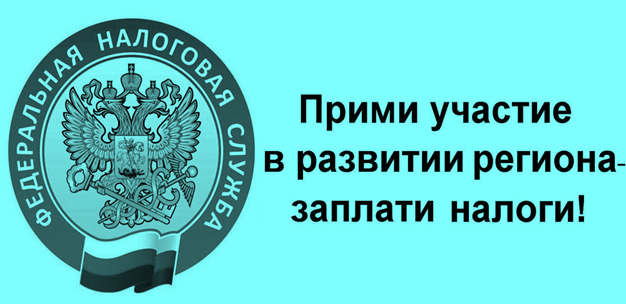 ФЕДЕРАЛЬНАЯ НАЛОГОВАЯ СЛУЖБА
Прими участие
в развитии региона-
заплати налоги!